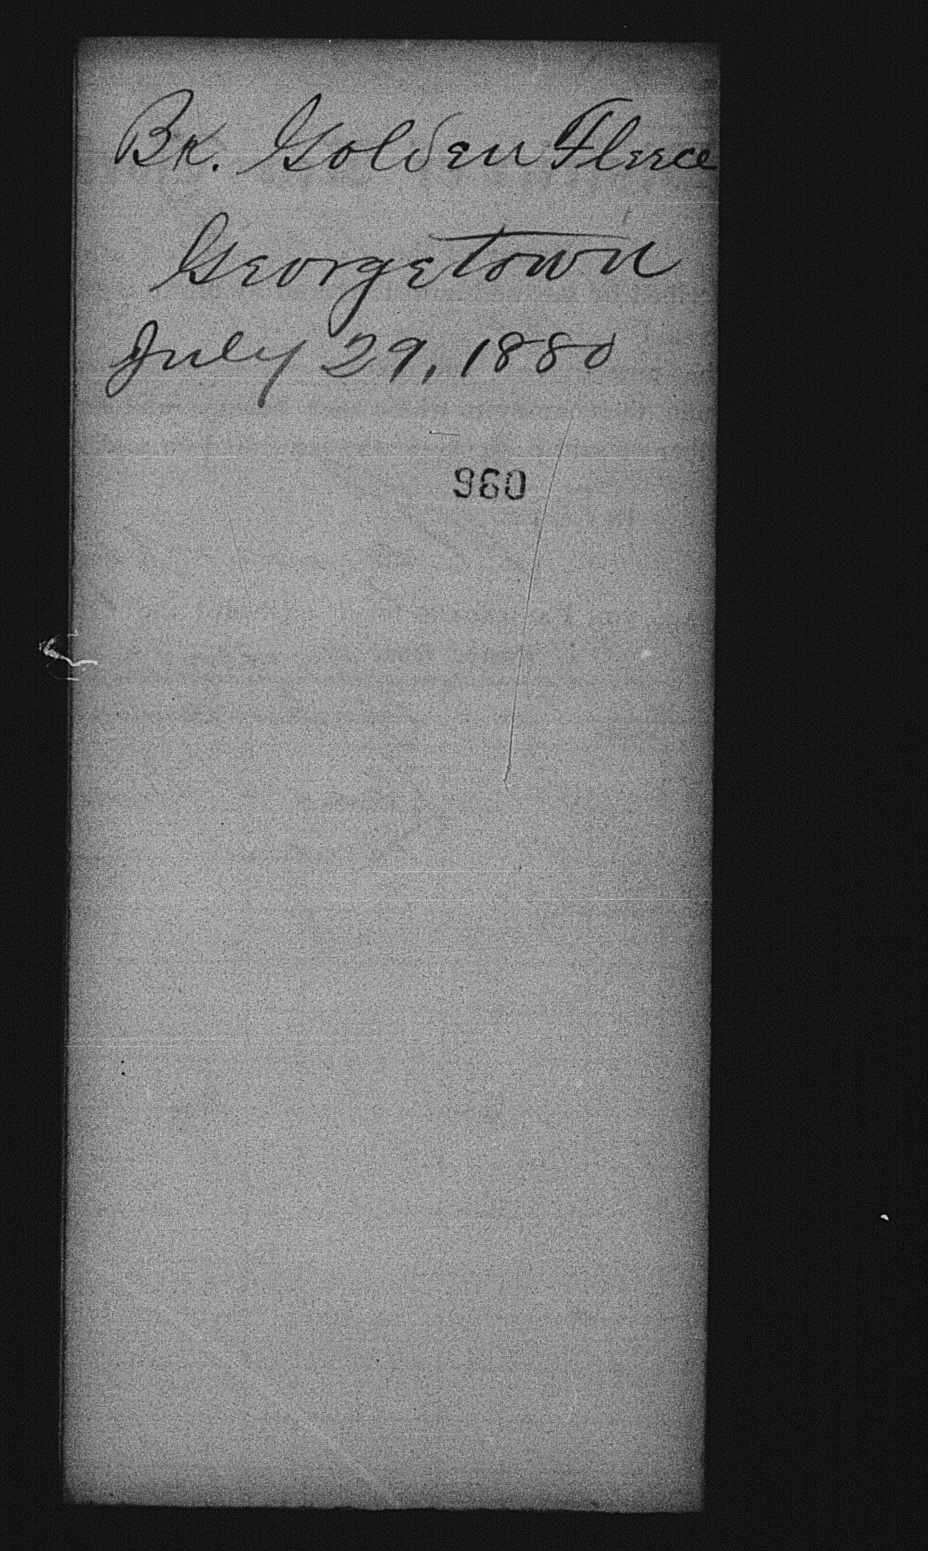 Bk. Golden Fleece
Georgetown
July 29, 1880
960